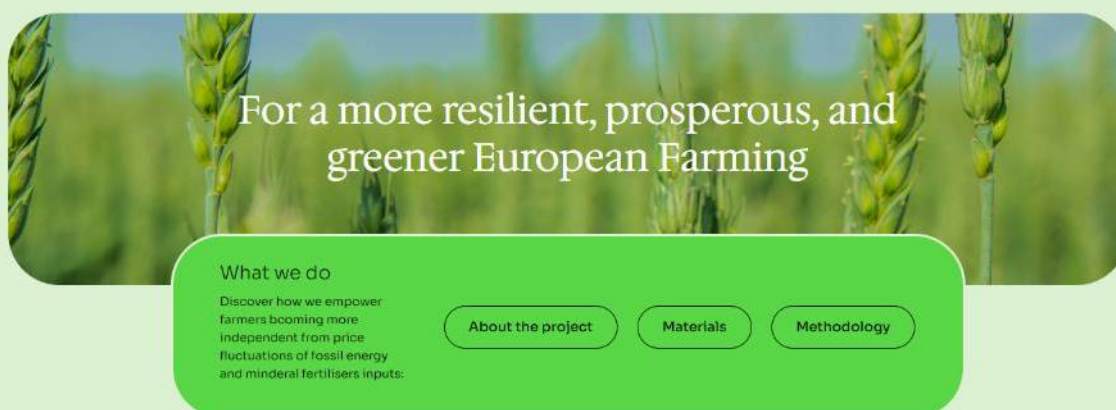 For a more resilient, prosperous, and
greener European Farming
What we do
Discover how we empower
farmers bcoming more
independent from price
fluctuations of fossil energy
and minderal fertilisers inputs:
About the project
Materials
Methodology